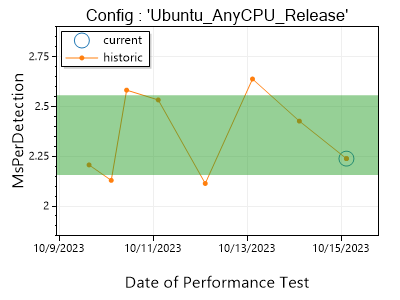 Config : 'Ubuntu_AnyCPU_Release'
current
historic
MsPerDetection
2.75
2.5
2.25
2
10/9/2023 10/11/2023 10/13/2023 10/15/2023
Date of Performance Test